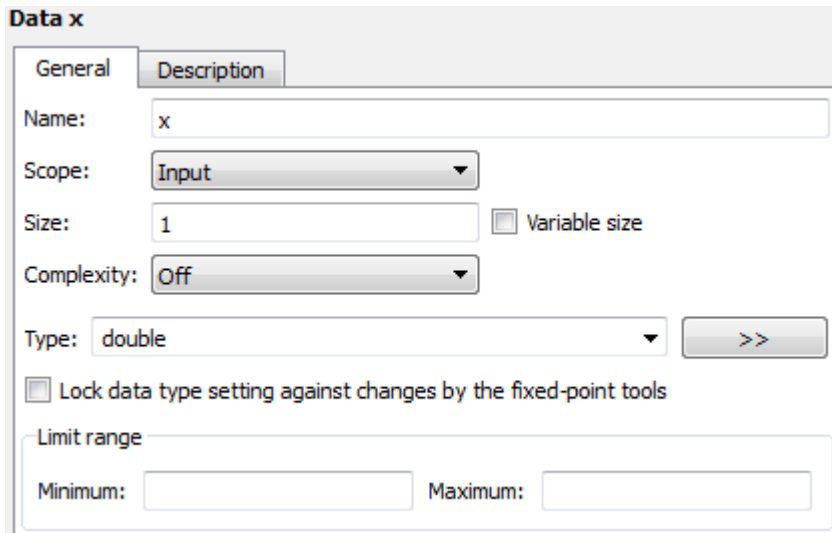 Data x
General Description
Name: x
Scope: Input
Size: 1 Variable size
Complexity: Off
Type: double >>
Lock data type setting against changes by the fixed-point tools
Limit range
Minimum: Maximum: